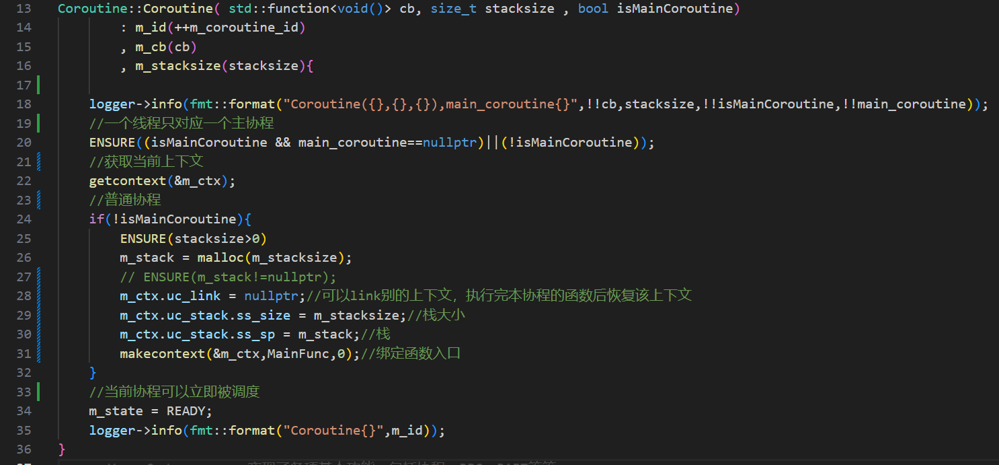 13 Coroutine::Coroutine( std::function<void()> cb, size_t stacksize , bool isMainCoroutine)
14 : m_id(++m_coroutine_id)
15 , m_cb(cb)
16 , m_stacksize(stacksize){
17
18 logger->info(fmt::format("Coroutine({},{},{}),main_coroutine{}",!!cb,stacksize,!!isMainCoroutine,!!main_coroutine));
19 //一个线程只对应一个主协程
20 ENSURE((isMainCoroutine && main_coroutine==nullptr)||(!isMainCoroutine));
21 //获取当前上下文
22 getcontext(&m_ctx);
23 //普通协程
24 if(!isMainCoroutine){
25 ENSURE(stacksize>0)
26 m_stack = malloc(m_stacksize);
27 // ENSURE(m_stack!=nullptr);
28 m_ctx.uc_link = nullptr;//可以link别的上下文，执行完本协程的函数后恢复该上下文
29 m_ctx.uc_stack.ss_size = m_stacksize;//栈大小
30 m_ctx.uc_stack.ss_sp = m_stack;//栈
31 makecontext(&m_ctx,MainFunc,0);//绑定函数入口
32 }
33 //当前协程可以立即被调度
34 m_state = READY;
35 logger->info(fmt::format("Coroutine{}",m_id));
36 }